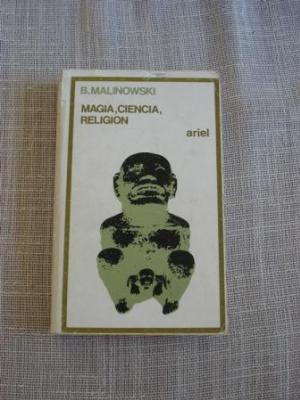 B. MALINOWSKI
MAGIA, CIENCIA,
RELIGION
ariel